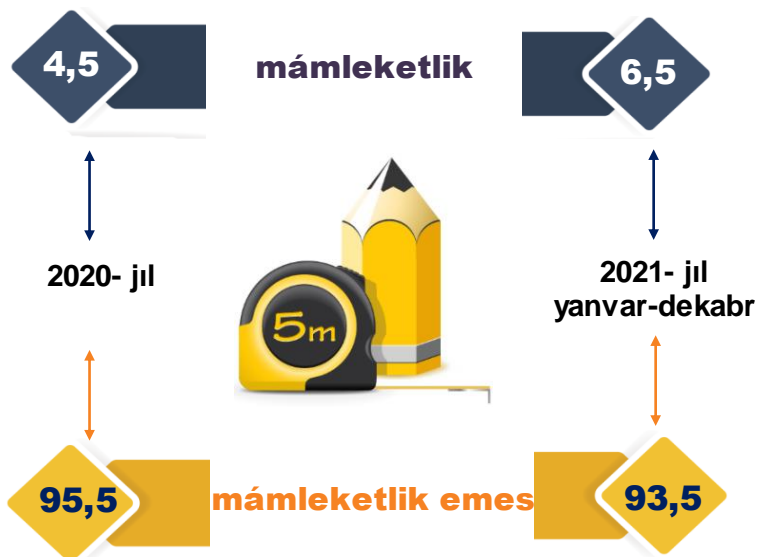 4,5
mámleketlik
6,5
2020- jıl
2021- jıl
yanvar-dekabr
5m
95,5
mámleketlik emes
93,5